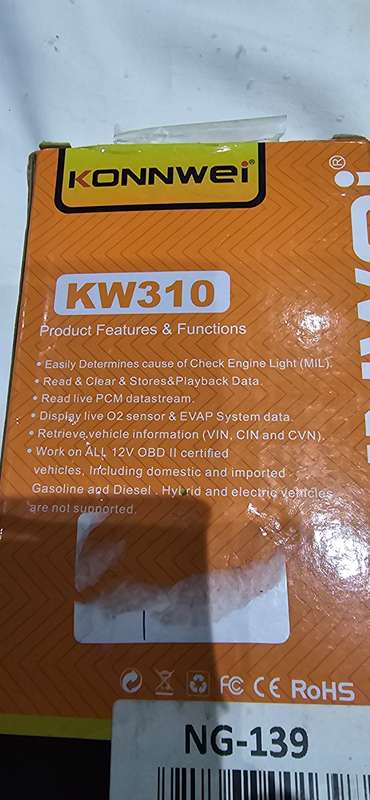 KONNWEI®
KW310
Product Features & Functions
• Easily Determines cause of Check Engine Light (MIL).
• Read & Clear & Stores&Playback Data.
• Read live PCM datastream.
• Display live O2 sensor & EVAP System data.
• Retrieve vehicle information (VIN, CIN and CVN).
• Work on ALL 12V OBD II certified
vehicles, Including domestic and imported
Gasoline and Diesel . Hybrid and electric vehicles
are not supported.
FC CE RoHS
NG-139